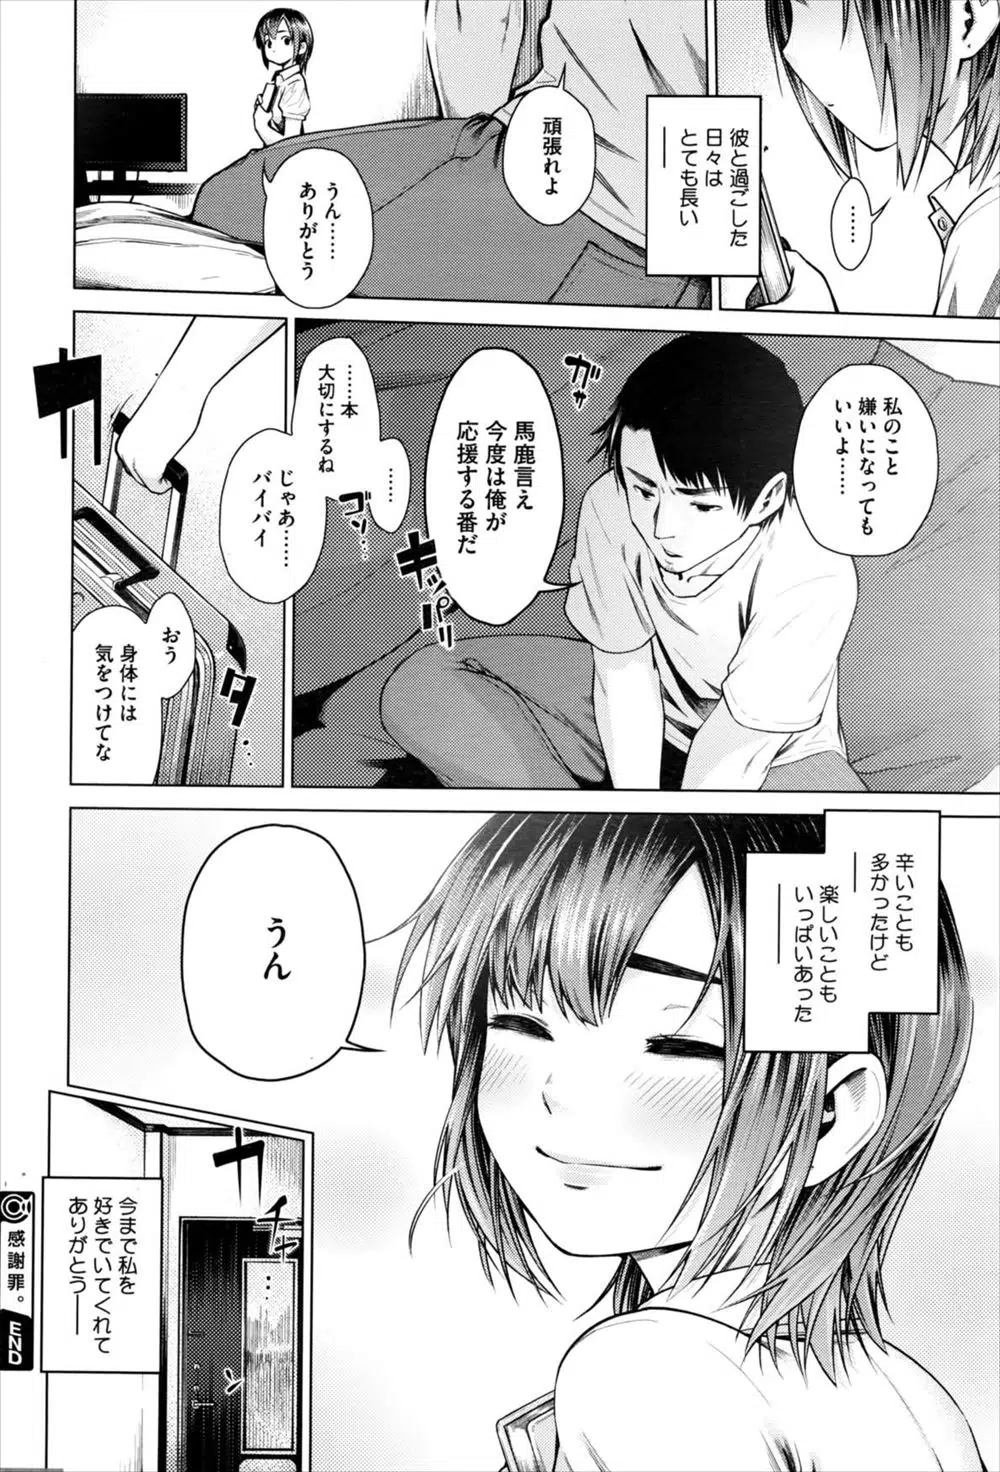 彼と過ごした
日々は
とても長い
――
………
頑張れよ
うん……
ありがとう
私のこと
嫌いになっても
いいよ……
ガサ
馬鹿言え
今度は俺が
応援する番だ
キッパリ
……本
大切にするね
……
ゴンッ…
じゃあ……
バイバイ
ガ
おう
身体には
気をつけてな
タ…
辛いことも
多かったけど
――
楽しいことも
いっぱいあった
――
うん
ガ
チャ
…
ン
今まで私を
好きでいてくれて
ありがとう――
感謝罪。
END